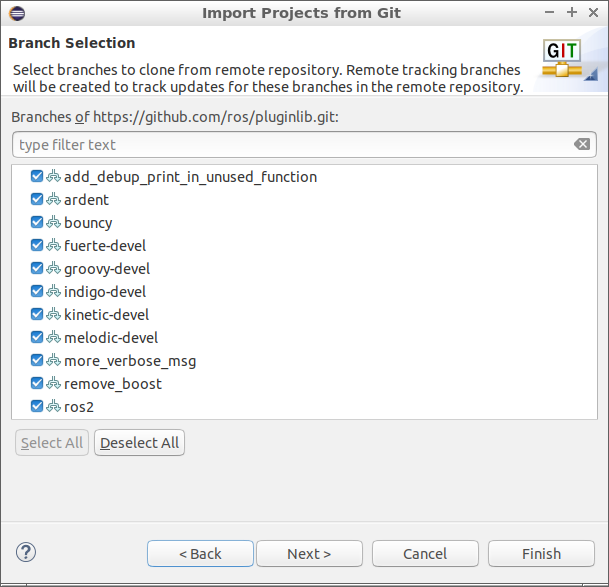 Import Projects from Git
Branch Selection
Select branches to clone from remote repository. Remote tracking branches
will be created to track updates for these branches in the remote repository.
GIT
Branches of https://github.com/ros/pluginlib.git:
type filter text
add_debup_print_in_unused_function
ardent
bouncy
fuerte-devel
groovy-devel
indigo-devel
kinetic-devel
melodic-devel
more_verbose_msg
remove_boost
ros2
Select All Deselect All
? < Back Next > Cancel Finish